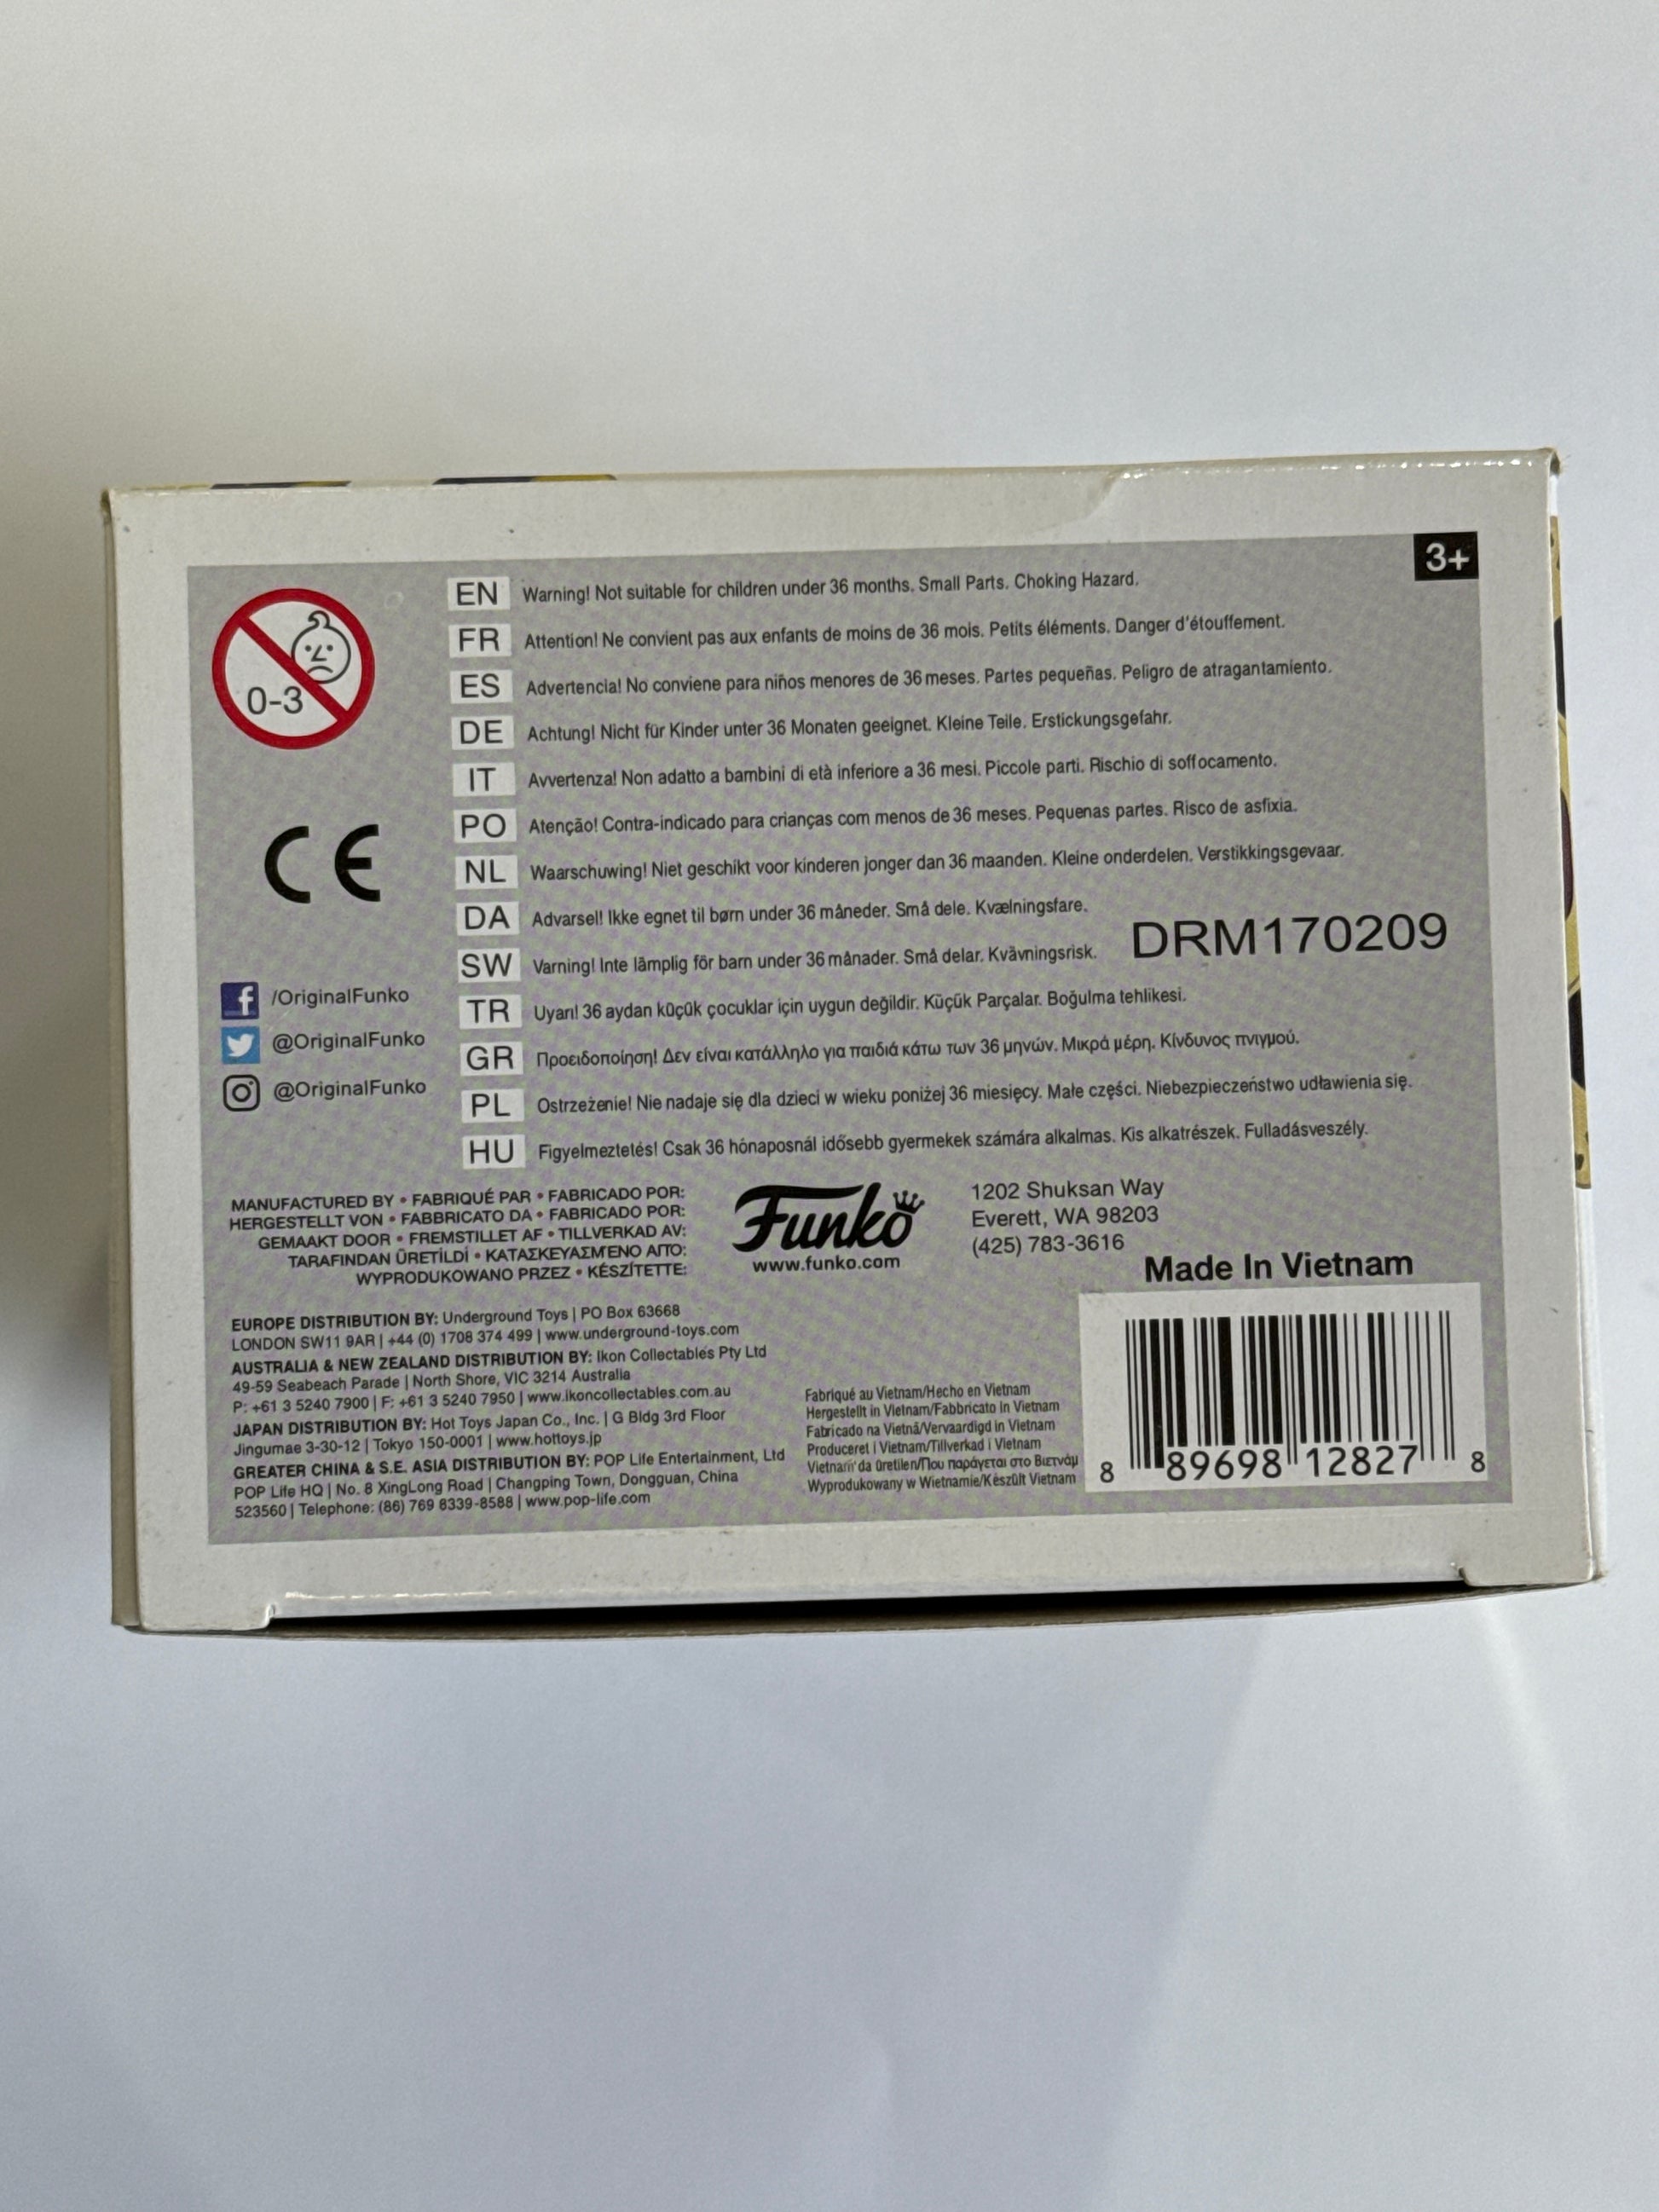 3+
0-3
EN Warning! Not suitable for children under 36 months. Small Parts. Choking Hazard.
FR Attention! Ne convient pas aux enfants de moins de 36 mois. Petits éléments. Danger d'étouffement.
ES Advertencia! No conviene para niños menores de 36 meses. Partes pequeñas. Peligro de atragantamiento.
DE Achtung! Nicht für Kinder unter 36 Monaten geeignet. Kleine Teile. Erstickungsgefahr.
IT Avvertenza! Non adatto a bambini di età inferiore a 36 mesi. Piccole parti. Rischio di soffocamento.
PO Atenção! Contra-indicado para crianças com menos de 36 meses. Pequenas partes. Risco de asfixia.
NL Waarschuwing! Niet geschikt voor kinderen jonger dan 36 maanden. Kleine onderdelen. Verstikkingsgevaar.
DA Advarsel! Ikke egnet til børn under 36 måneder. Små dele. Kvælningsfare.
SW Varning! Inte lämplig för barn under 36 månader. Små delar. Kvävningsrisk.
TR Uyarı! 36 aydan küçük çocuklar için uygun değildir. Küçük Parçalar. Boğulma tehlikesi.
GR Προειδοποίηση! Δεν είναι κατάλληλο για παιδιά κάτω των 36 μηνών. Μικρά μέρη. Κίνδυνος πνιγμού.
PL Ostrzeżenie! Nie nadaje się dla dzieci w wieku poniżej 36 miesięcy. Małe części. Niebezpieczeństwo udławienia się.
HU Figyelmeztetés! Csak 36 hónaposnál idősebb gyermekek számára alkalmas. Kis alkatrészek. Fulladásveszély.
CE
DRM170209
/OriginalFunko
@OriginalFunko
@OriginalFunko
MANUFACTURED BY • FABRIQUÉ PAR • FABRICADO POR:
HERGESTELLT VON • FABBRICATO DA • FABRICADO POR:
GEMAAKT DOOR • FREMSTILLET AF • TILLVERKAD AV:
TARAFINDAN ÜRETİLDİ • ΚΑΤΑΣΚΕΥΑΣΜΕΝΟ ΑΠΟ:
WYPRODUKOWANO PRZEZ • KÉSZÍTETTE:
Funko
www.funko.com
1202 Shuksan Way
Everett, WA 98203
(425) 783-3616
Made In Vietnam
EUROPE DISTRIBUTION BY: Underground Toys | PO Box 63668
LONDON SW11 9AR | +44 (0) 1708 374 499 | www.underground-toys.com
AUSTRALIA & NEW ZEALAND DISTRIBUTION BY: Ikon Collectables Pty Ltd
49-59 Seabeach Parade | North Shore, VIC 3214 Australia
P: +61 3 5240 7900 | F: +61 3 5240 7950 | www.ikoncollectables.com.au
JAPAN DISTRIBUTION BY: Hot Toys Japan Co., Inc. | G Bldg 3rd Floor
Jingumae 3-30-12 | Tokyo 150-0001 | www.hottoys.jp
GREATER CHINA & S.E. ASIA DISTRIBUTION BY: POP Life Entertainment, Ltd
POP Life HQ | No. 8 XingLong Road | Changping Town, Dongguan, China
523560 | Telephone: (86) 769 8339-8588 | www.pop-life.com
Fabriqué au Vietnam/Hecho en Vietnam
Hergestellt in Vietnam/Fabbricato in Vietnam
Fabricado na Vietnã/Vervaardigd in Vietnam
Produceret i Vietnam/Tillverkad i Vietnam
Vietnam'da üretilen/Που παράγεται στο Βιετνάμ
Wyprodukowany w Wietnamie/Készült Vietnam
8 89698 12827 8